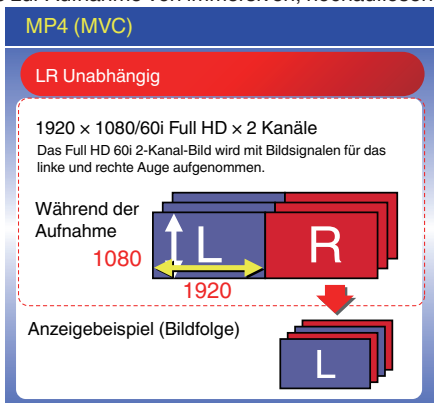 MP4 (MVC)
LR Unabhängig
1920 × 1080/60i Full HD × 2 Kanäle
Das Full HD 60i 2-Kanal-Bild wird mit Bildsignalen für das
linke und rechte Auge aufgenommen.
Während der
Aufnahme
L
R
1080
1920
Anzeigebeispiel (Bildfolge)
L